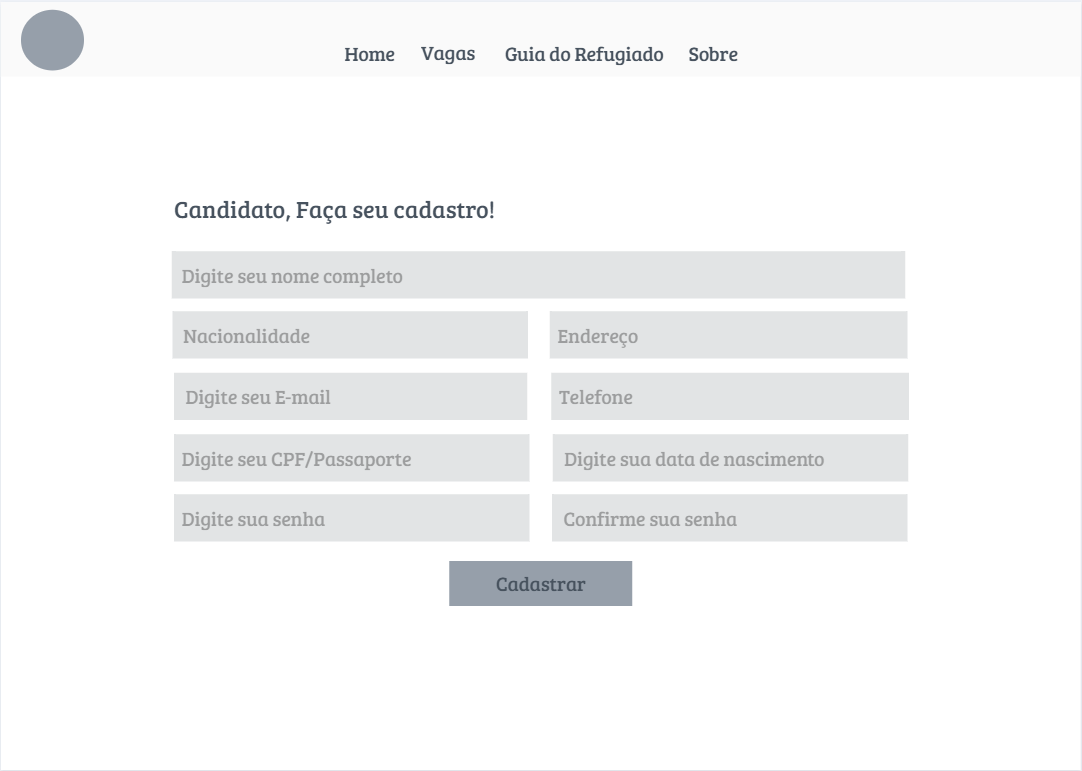 Home Vagas Guia do Refugiado Sobre
Candidato, Faça seu cadastro!
Digite seu nome completo
Nacionalidade Endereço
Digite seu E-mail Telefone
Digite seu CPF/Passaporte Digite sua data de nascimento
Digite sua senha Confirme sua senha
Cadastrar